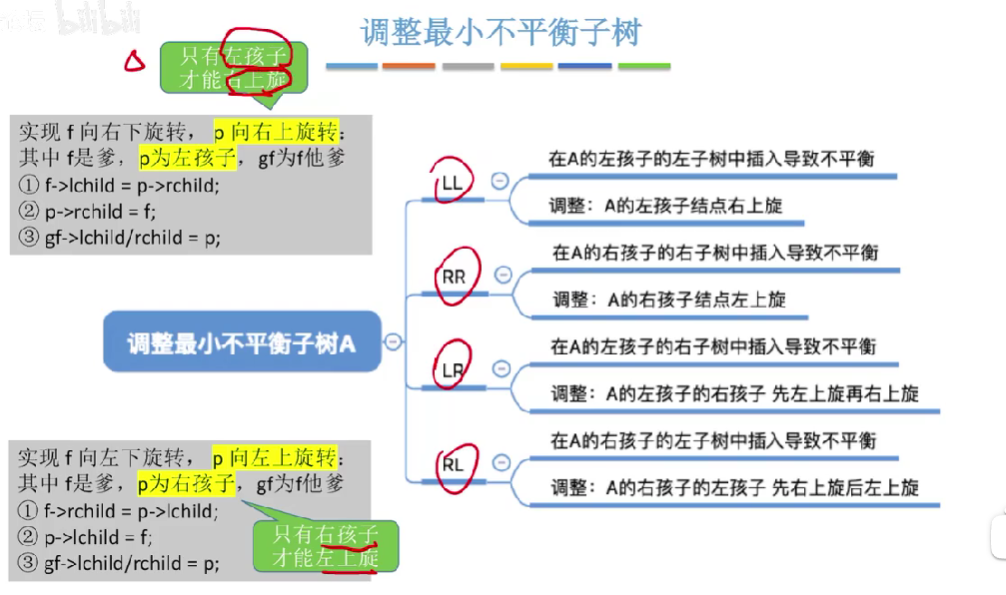 bilibili
调整最小不平衡子树
只有左孩子
才能右上旋
实现 f 向右下旋转, p 向右上旋转:
其中 f是爹, p为左孩子, gf为f他爹
① f->lchild = p->rchild;
② p->rchild = f;
③ gf->lchild/rchild = p;
调整最小不平衡子树A
LL
在A的左孩子的左子树中插入导致不平衡
调整: A的左孩子结点右上旋
RR
在A的右孩子的右子树中插入导致不平衡
调整: A的右孩子结点左上旋
LR
在A的左孩子的右子树中插入导致不平衡
调整: A的左孩子的右孩子 先左上旋再右上旋
RL
在A的右孩子的左子树中插入导致不平衡
调整: A的右孩子的左孩子 先右上旋后左上旋
实现 f 向左下旋转, p 向左上旋转:
其中 f是爹, p为右孩子, gf为f他爹
① f->rchild = p->lchild;
② p->lchild = f;
③ gf->lchild/rchild = p;
只有右孩子
才能左上旋